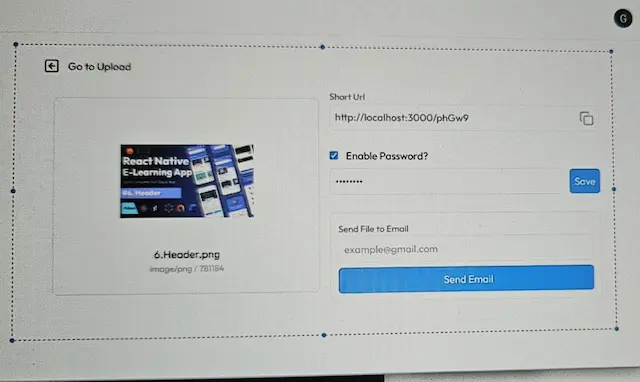 G
Go to Upload
React Native
E-Learning App
#6. Header
6.Header.png
image/png / 781184
Short Url
http://localhost:3000/phGw9
Enable Password?
••••••••
Save
Send File to Email
example@gmail.com
Send Email